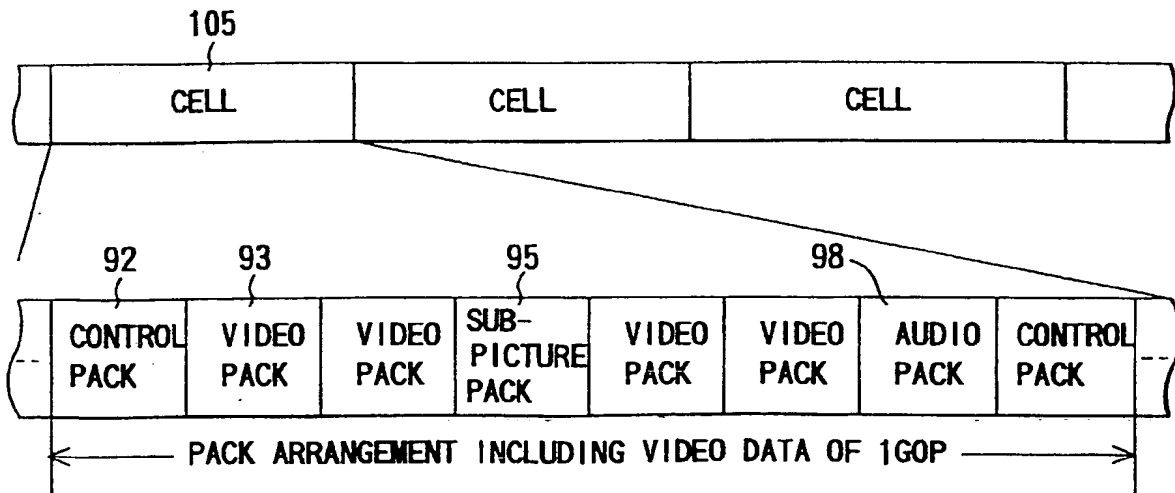 105
CELL CELL CELL
92 93 95 98
CONTROL PACK
VIDEO PACK
VIDEO PACK
SUB-
PICTURE
PACK
VIDEO PACK
VIDEO PACK
AUDIO PACK
CONTROL PACK
PACK ARRANGEMENT INCLUDING VIDEO DATA OF 1GOP